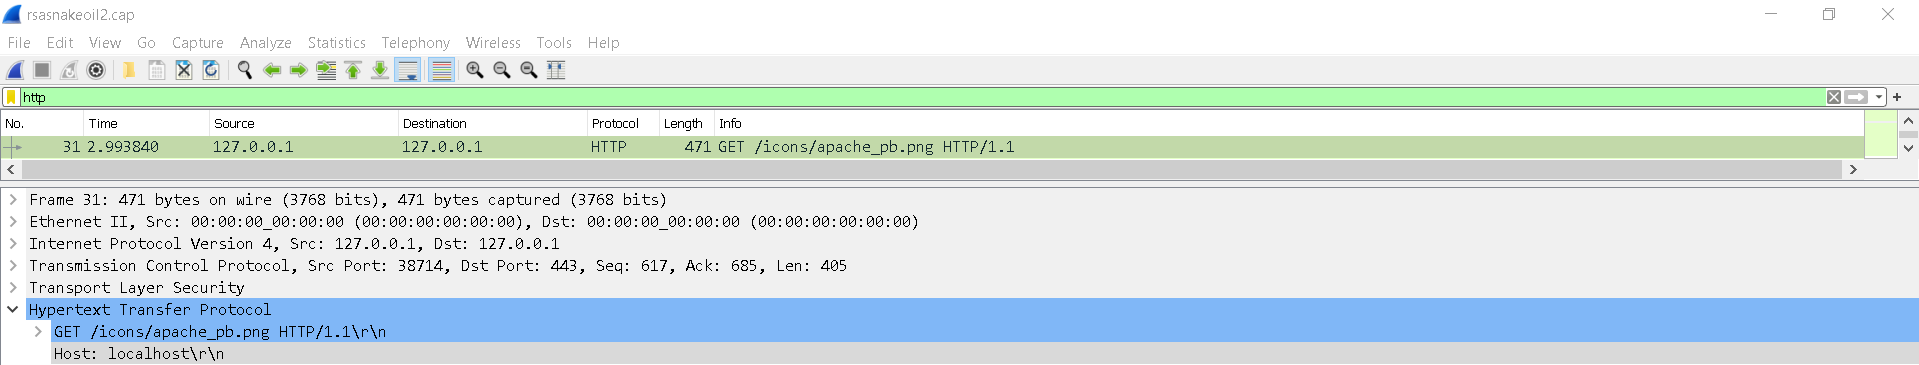 rsasnakeoil2.cap
File Edit View Go Capture Analyze Statistics Telephony Wireless Tools Help
http
No. Time Source Destination Protocol Length Info
31 2.993840 127.0.0.1 127.0.0.1 HTTP 471 GET /icons/apache_pb.png HTTP/1.1
Frame 31: 471 bytes on wire (3768 bits), 471 bytes captured (3768 bits)
Ethernet II, Src: 00:00:00_00:00:00 (00:00:00:00:00:00), Dst: 00:00:00_00:00:00 (00:00:00:00:00:00)
Internet Protocol Version 4, Src: 127.0.0.1, Dst: 127.0.0.1
Transmission Control Protocol, Src Port: 38714, Dst Port: 443, Seq: 617, Ack: 685, Len: 405
Transport Layer Security
Hypertext Transfer Protocol
GET /icons/apache_pb.png HTTP/1.1\r\n
Host: localhost\r\n